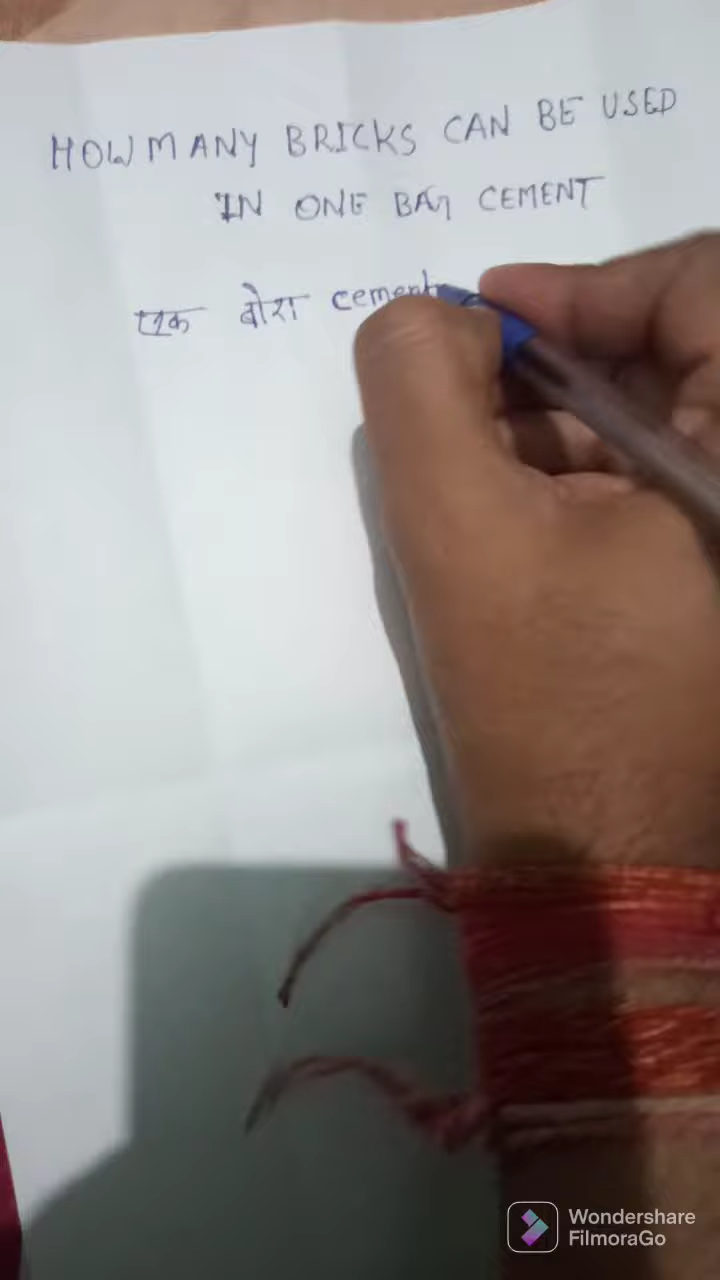 HOW MANY BRICKS CAN BE USED
IN ONE BAG CEMENT
एक बोरा cement
Wondershare
FilmoraGo